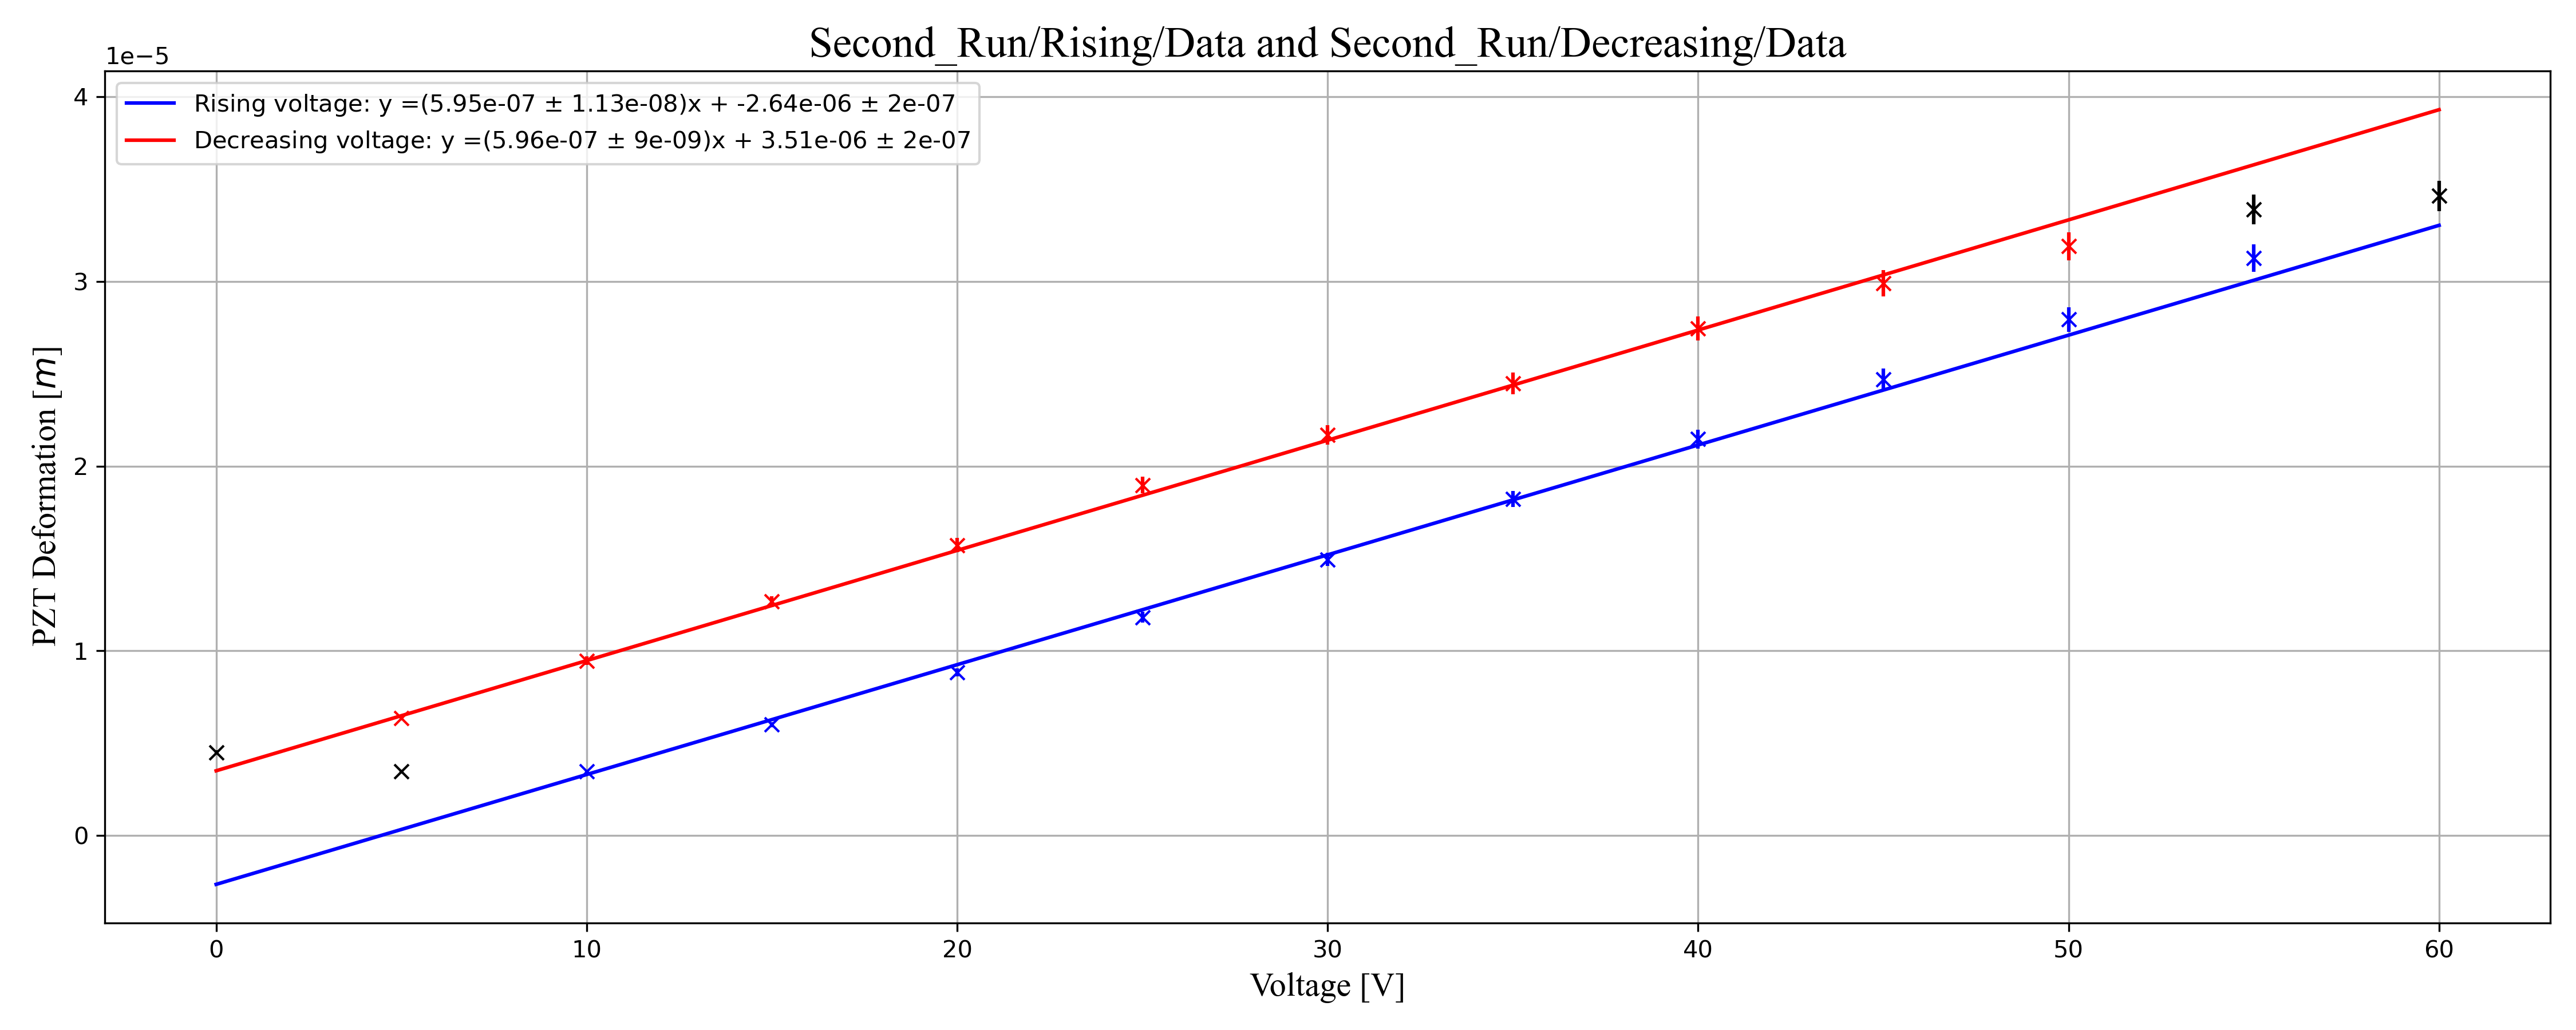 Second_Run/Rising/Data and Second_Run/Decreasing/Data
1e−5
Rising voltage: y =(5.95e-07 ± 1.13e-08)x + -2.64e-06 ± 2e-07
Decreasing voltage: y =(5.96e-07 ± 9e-09)x + 3.51e-06 ± 2e-07
4
3
2
1
0
PZT Deformation [m]
0 10 20 30 40 50 60
Voltage [V]